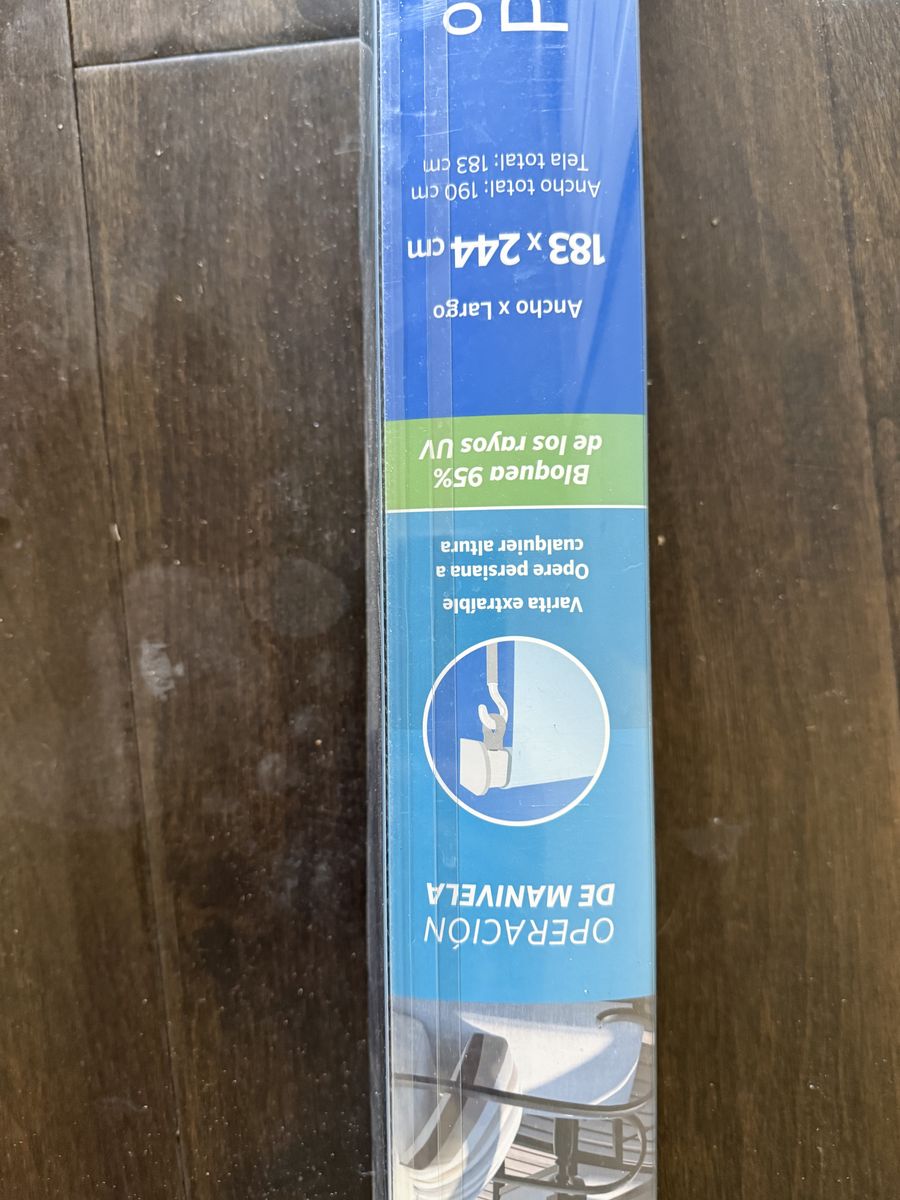 OPERACIÓN
DE MANIVELA
Varita extraíble
Opere persiana a
cualquier altura
Bloquea 95%
de los rayos UV
Ancho x Largo
183 x 244 cm
Ancho total: 190 cm
Tela total: 183 cm